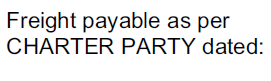 Freight payable as per
CHARTER PARTY dated: